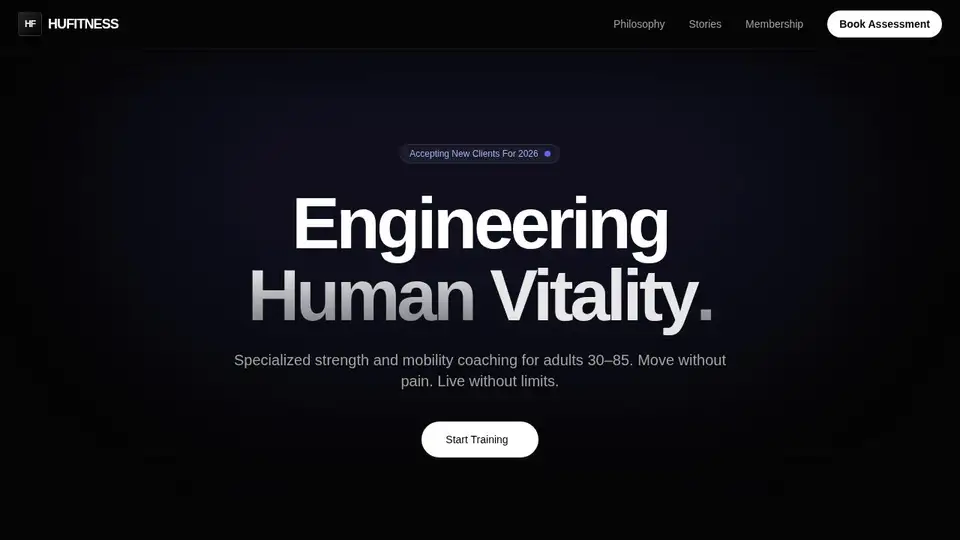 HF HUFITNESS Philosophy Stories Membership Book Assessment
Accepting New Clients For 2026
Engineering
Human Vitality.
Specialized strength and mobility coaching for adults 30–85. Move without
pain. Live without limits.
Start Training